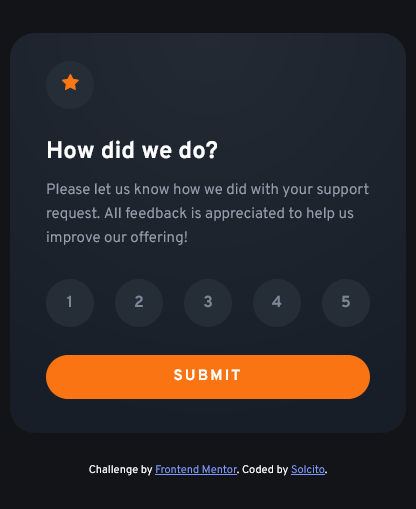 How did we do?
Please let us know how we did with your support
request. All feedback is appreciated to help us
improve our offering!
1 2 3 4 5
SUBMIT
Challenge by Frontend Mentor. Coded by Solcito.